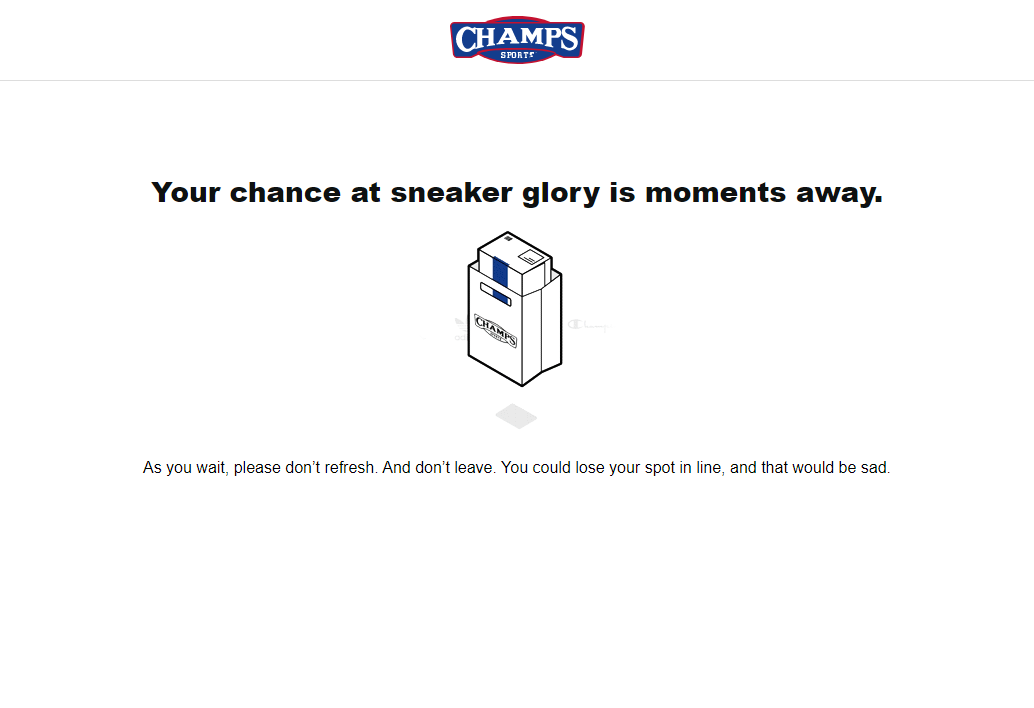 CHAMPS
SPORTS
Your chance at sneaker glory is moments away.
CHAMPS
Champion
As you wait, please don’t refresh. And don’t leave. You could lose your spot in line, and that would be sad.